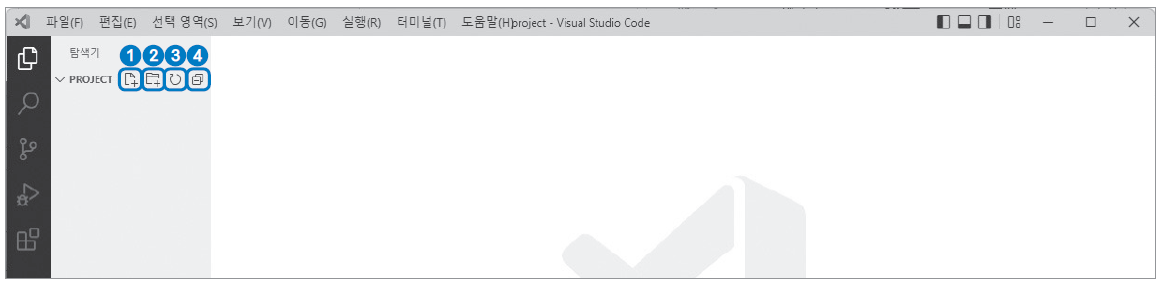 파일(F) 편집(E) 선택 영역(S) 보기(V) 이동(G) 실행(R) 터미널(T) 도움말(H) project - Visual Studio Code
탐색기
1 2 3 4
PROJECT